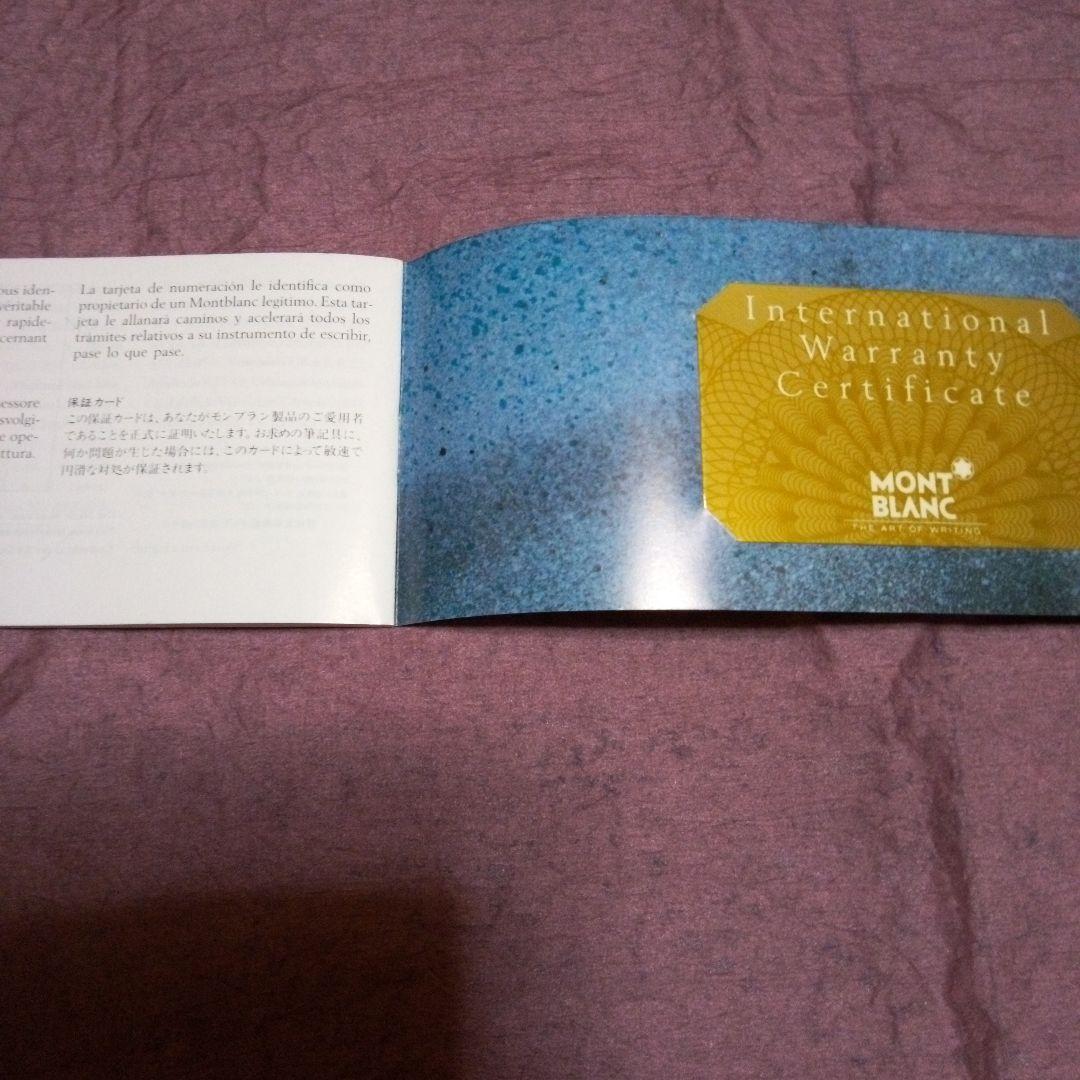 ous iden-
véritable
rapide-
cernant
La tarjeta de numeración le identifica como
propietario de un Montblanc legítimo. Esta tar-
jeta le allanará caminos y acelerará todos los
trámites relativos a su instrumento de escribir,
pase lo que pase.
essore
svolgi-
e ope-
ttura.
保証カード
この保証カードは、あなたがモンブラン製品のご愛用者
であることを正式に証明いたします。お求めの筆記具に、
何か問題が生じた場合には、このカードによって敏速で
円滑な対処が保証されます。
International
Warranty
Certificate
MONT
BLANC
THE ART OF WRITING